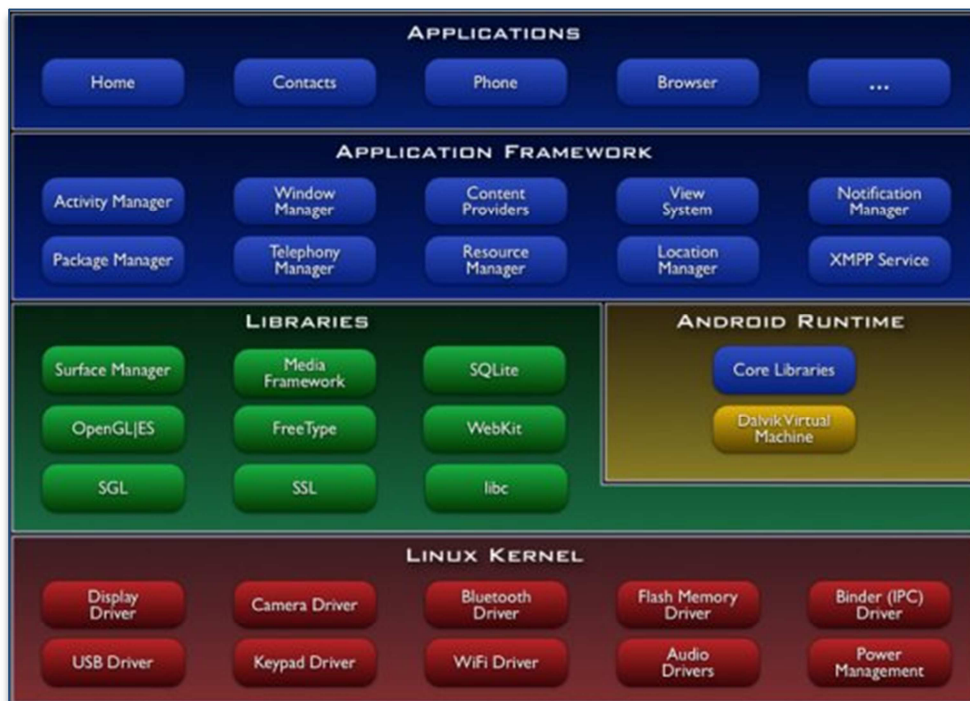 APPLICATIONS
Home
Contacts
Phone
Browser
...
APPLICATION FRAMEWORK
Activity Manager
Window
Manager
Content
Providers
View
System
Notification
Manager
Package Manager
Telephony
Manager
Resource
Manager
Location
Manager
XMPP Service
LIBRARIES
Surface Manager
Media
Framework
SQLite
OpenGL|ES
FreeType
WebKit
SGL
SSL
libc
ANDROID RUNTIME
Core Libraries
Dalvik Virtual
Machine
LINUX KERNEL
Display
Driver
Camera Driver
Bluetooth
Driver
Flash Memory
Driver
Binder (IPC)
Driver
USB Driver
Keypad Driver
WiFi Driver
Audio
Drivers
Power
Management